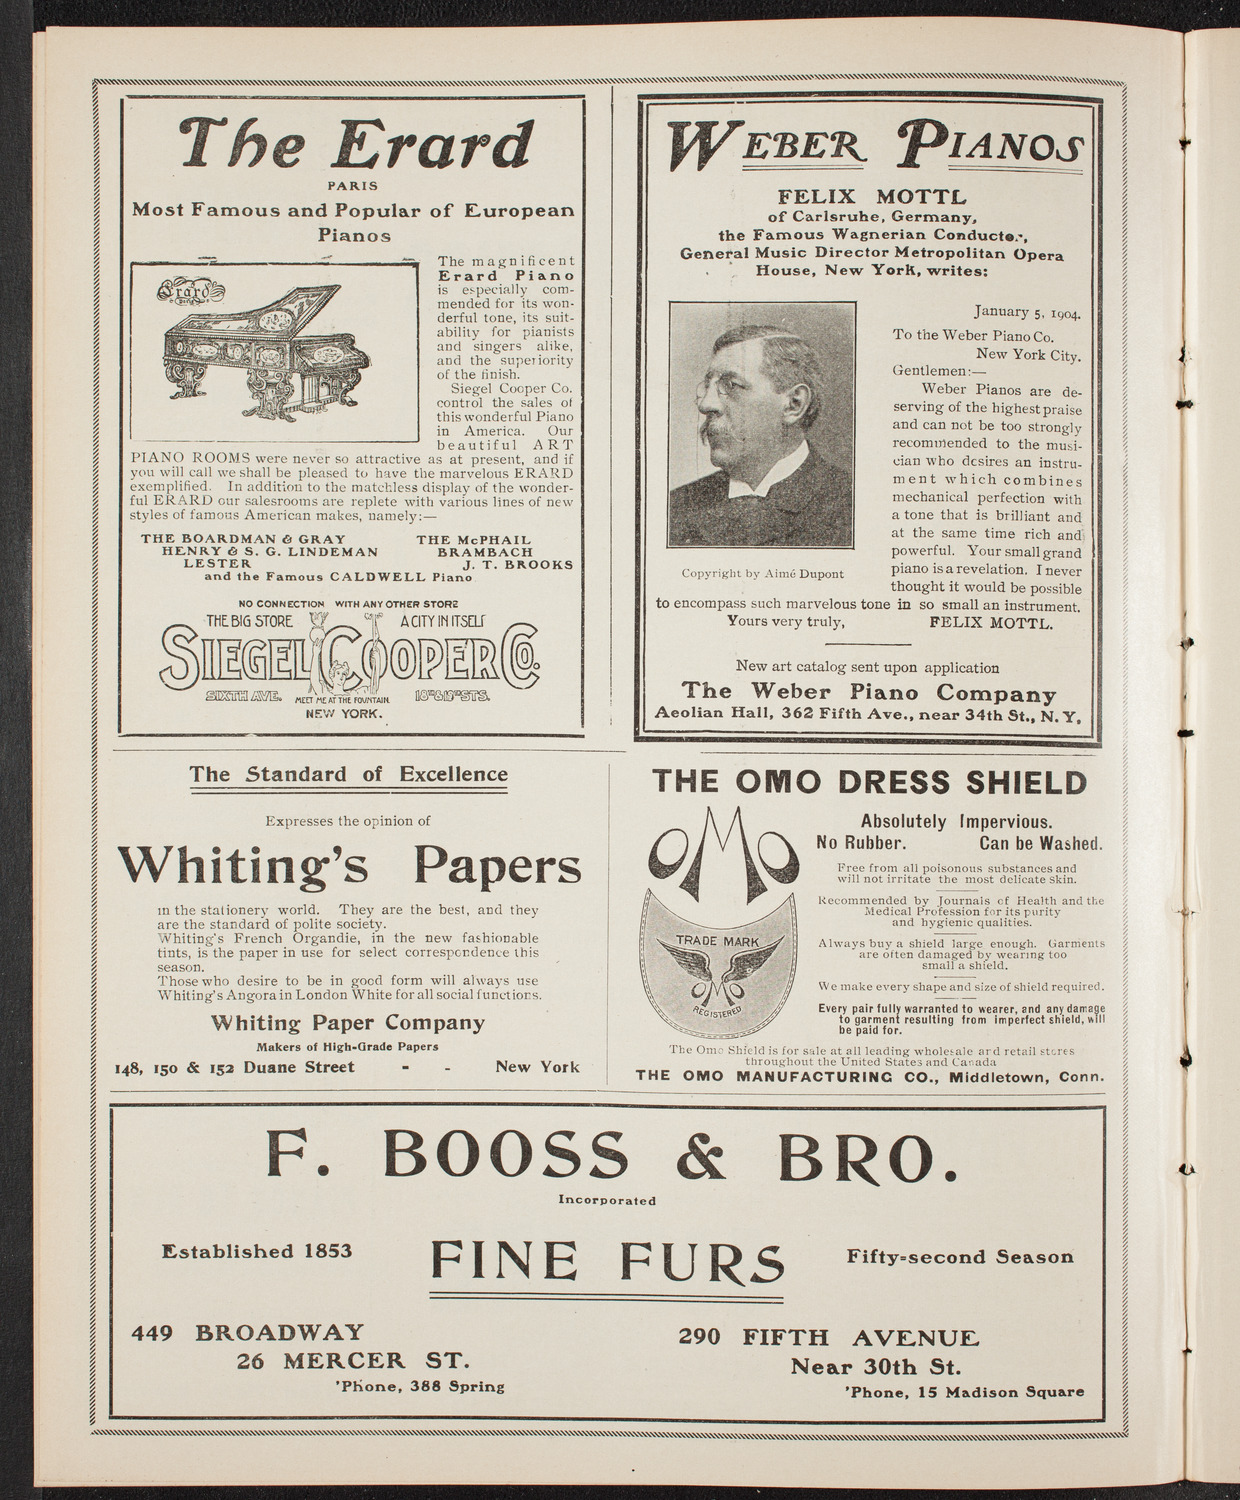 The Erard
PARIS
Most Famous and Popular of European
Pianos
Erard
The magnificent
Erard Piano
is especially com-
mended for its won-
derful tone, its suit-
ability for pianists
and singers alike,
and the superiority
of the finish.
Siegel Cooper Co.
control the sales of
this wonderful Piano
in America. Our
beautiful ART
PIANO ROOMS were never so attractive as at present, and if
you will call we shall be pleased to have the marvelous ERARD
exemplified. In addition to the matchless display of the wonder-
ful ERARD our salesrooms are replete with various lines of new
styles of famous American makes, namely:—
THE BOARDMAN & GRAY THE McPHAIL
HENRY & S. G. LINDEMAN BRAMBACH
LESTER J. T. BROOKS
and the Famous CALDWELL Piano
NO CONNECTION WITH ANY OTHER STORE
THE BIG STORE A CITY IN ITSELF
SIEGEL COOPER CO.
SIXTH AVE. MEET ME AT THE FOUNTAIN. 18TH & 19TH STS.
NEW YORK.
WEBER PIANOS
FELIX MOTTL
of Carlsruhe, Germany,
the Famous Wagnerian Conductor,
General Music Director Metropolitan Opera
House, New York, writes:
January 5, 1904.
To the Weber Piano Co.
New York City.
Gentlemen:—
Weber Pianos are de-
serving of the highest praise
and can not be too strongly
recommended to the musi-
cian who desires an instru-
ment which combines
mechanical perfection with
a tone that is brilliant and
at the same time rich and
powerful. Your small grand
piano is a revelation. I never
thought it would be possible
to encompass such marvelous tone in so small an instrument.
Yours very truly, FELIX MOTTL.
Copyright by Aimé Dupont
New art catalog sent upon application
The Weber Piano Company
Aeolian Hall, 362 Fifth Ave., near 34th St., N. Y.
The Standard of Excellence
Expresses the opinion of
Whiting's Papers
in the stationery world. They are the best, and they
are the standard of polite society.
Whiting's French Organdie, in the new fashionable
tints, is the paper in use for select correspondence this
season.
Those who desire to be in good form will always use
Whiting's Angora in London White for all social functions.
Whiting Paper Company
Makers of High-Grade Papers
148, 150 & 152 Duane Street - - New York
THE OMO DRESS SHIELD
OMO
TRADE MARK
OMO
REGISTERED
Absolutely Impervious.
No Rubber. Can be Washed.
Free from all poisonous substances and
will not irritate the most delicate skin.
Recommended by Journals of Health and the
Medical Profession for its purity
and hygienic qualities.
Always buy a shield large enough. Garments
are often damaged by wearing too
small a shield.
We make every shape and size of shield required.
Every pair fully warranted to wearer, and any damage
to garment resulting from imperfect shield, will
be paid for.
The Omo Shield is for sale at all leading wholesale and retail stores
throughout the United States and Canada
THE OMO MANUFACTURING CO., Middletown, Conn.
F. BOOSS & BRO.
Incorporated
Established 1853 FINE FURS Fifty-second Season
449 BROADWAY
26 MERCER ST.
'Phone, 388 Spring
290 FIFTH AVENUE
Near 30th St.
'Phone, 15 Madison Square